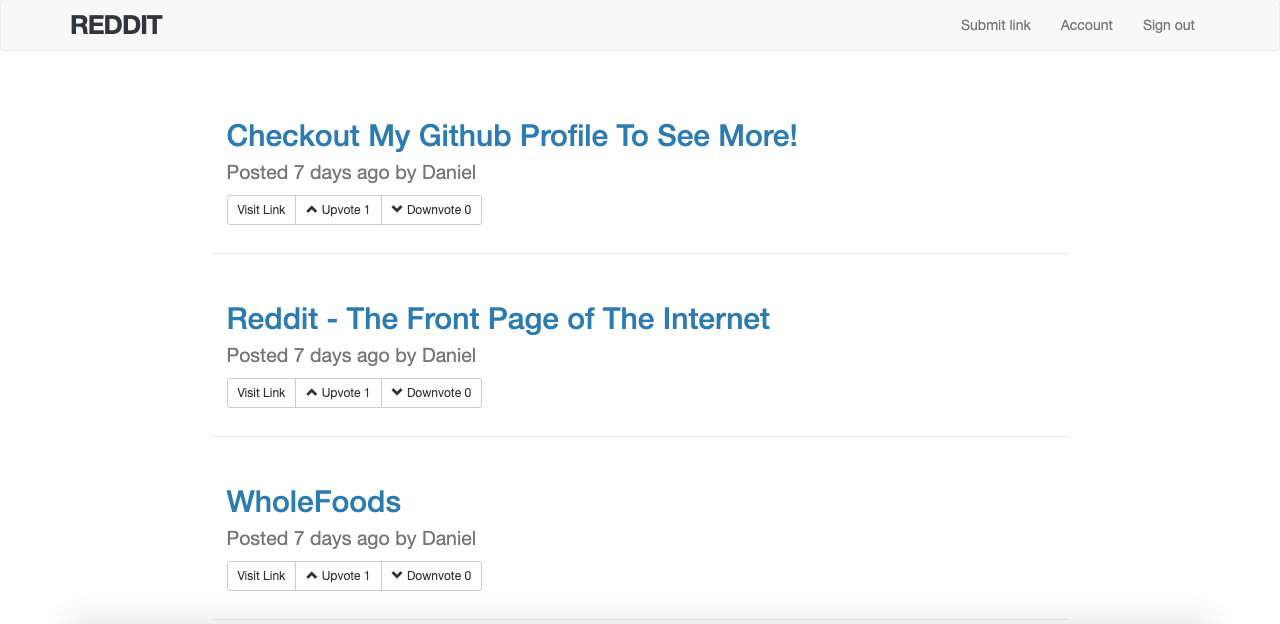 REDDIT Submit link Account Sign out
Checkout My Github Profile To See More!
Posted 7 days ago by Daniel
Visit Link Upvote 1 Downvote 0
Reddit - The Front Page of The Internet
Posted 7 days ago by Daniel
Visit Link Upvote 1 Downvote 0
WholeFoods
Posted 7 days ago by Daniel
Visit Link Upvote 1 Downvote 0